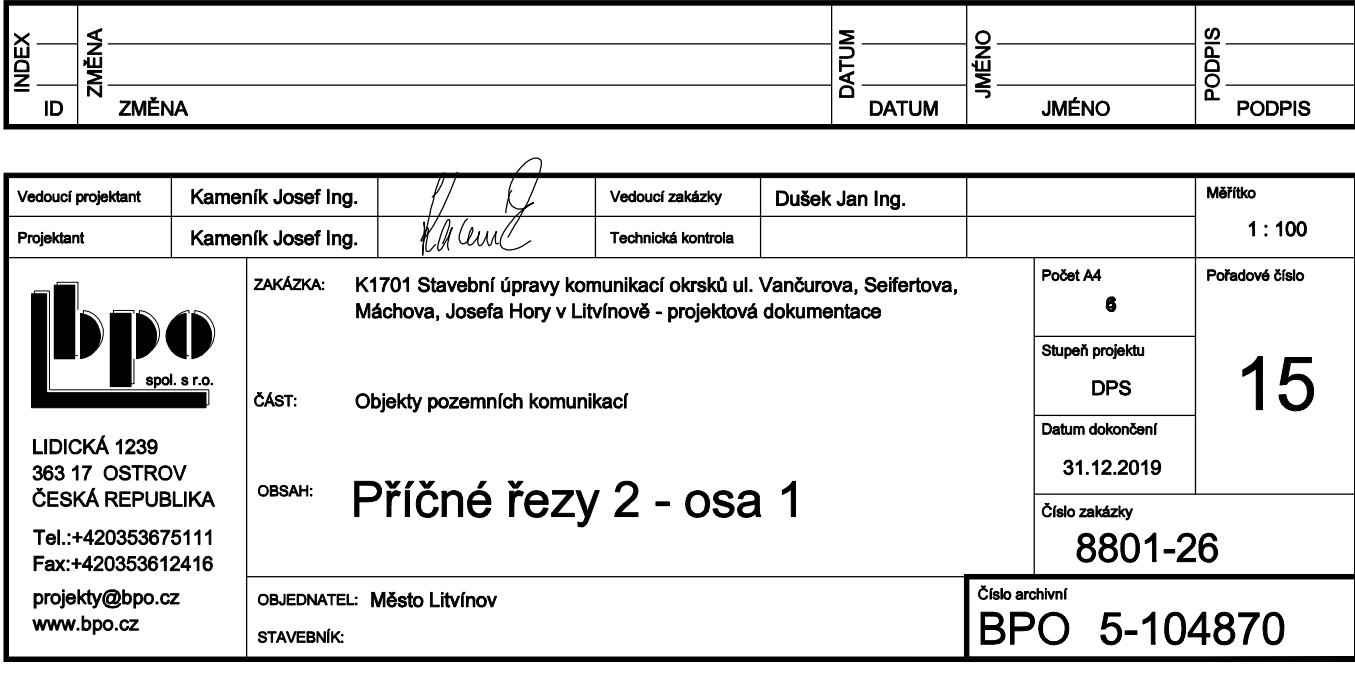 INDEX
ZMĚNA
DATUM
JMÉNO
PODPIS
ID ZMĚNA DATUM JMÉNO PODPIS
Vedoucí projektant Kameník Josef Ing. Vedoucí zakázky Dušek Jan Ing. Měřítko
1 : 100
Projektant Kameník Josef Ing. Technická kontrola
bpo
spol. s r.o.
LIDICKÁ 1239
363 17 OSTROV
ČESKÁ REPUBLIKA
Tel.:+420353675111
Fax:+420353612416
projekty@bpo.cz
www.bpo.cz
ZAKÁZKA: K1701 Stavební úpravy komunikací okrsků ul. Vančurova, Seifertova,
Máchova, Josefa Hory v Litvínově - projektová dokumentace
ČÁST: Objekty pozemních komunikací
OBSAH: Příčné řezy 2 - osa 1
OBJEDNATEL: Město Litvínov
STAVEBNÍK:
Počet A4
6
Stupeň projektu
DPS
Datum dokončení
31.12.2019
Pořadové číslo
15
Číslo zakázky
8801-26
Číslo archivní
BPO 5-104870